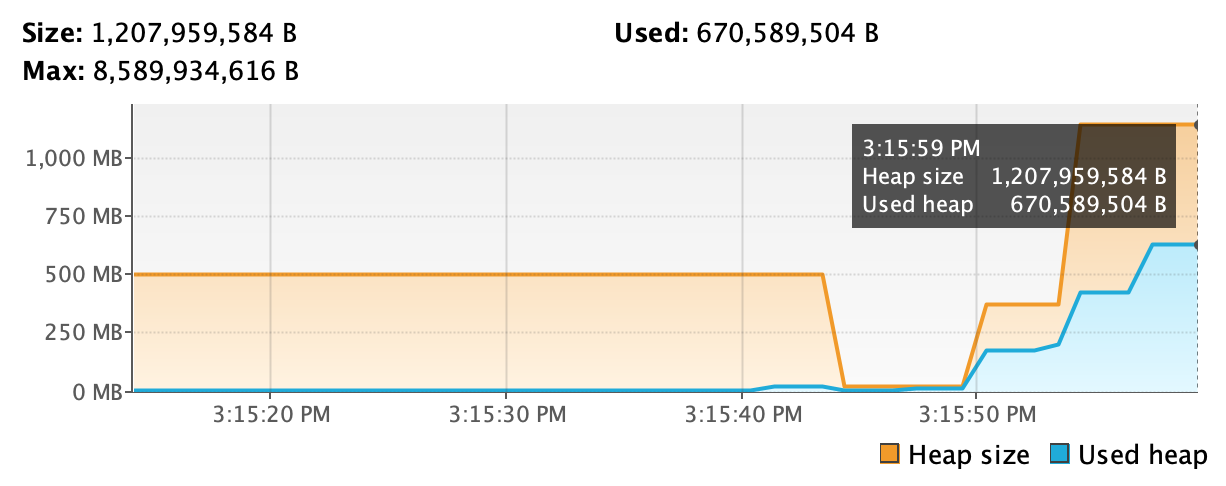 Size: 1,207,959,584 B Used: 670,589,504 B
Max: 8,589,934,616 B
1,000 MB
750 MB
500 MB
250 MB
0 MB
3:15:59 PM
Heap size 1,207,959,584 B
Used heap 670,589,504 B
3:15:20 PM 3:15:30 PM 3:15:40 PM 3:15:50 PM
Heap size Used heap